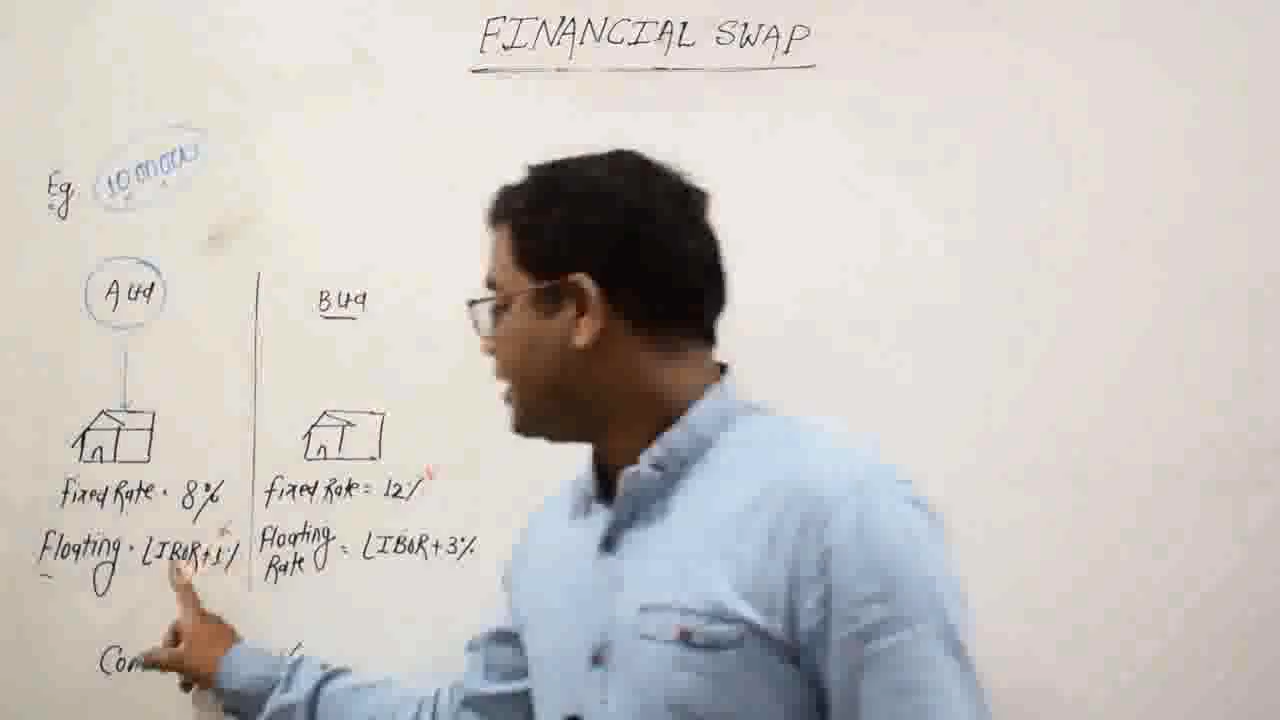 FINANCIAL SWAP
Eg
A Ltd
B Ltd
Fixed Rate = 8%
Fixed Rate = 12%
Floating = LIBOR+1%
Floating Rate = LIBOR+3%